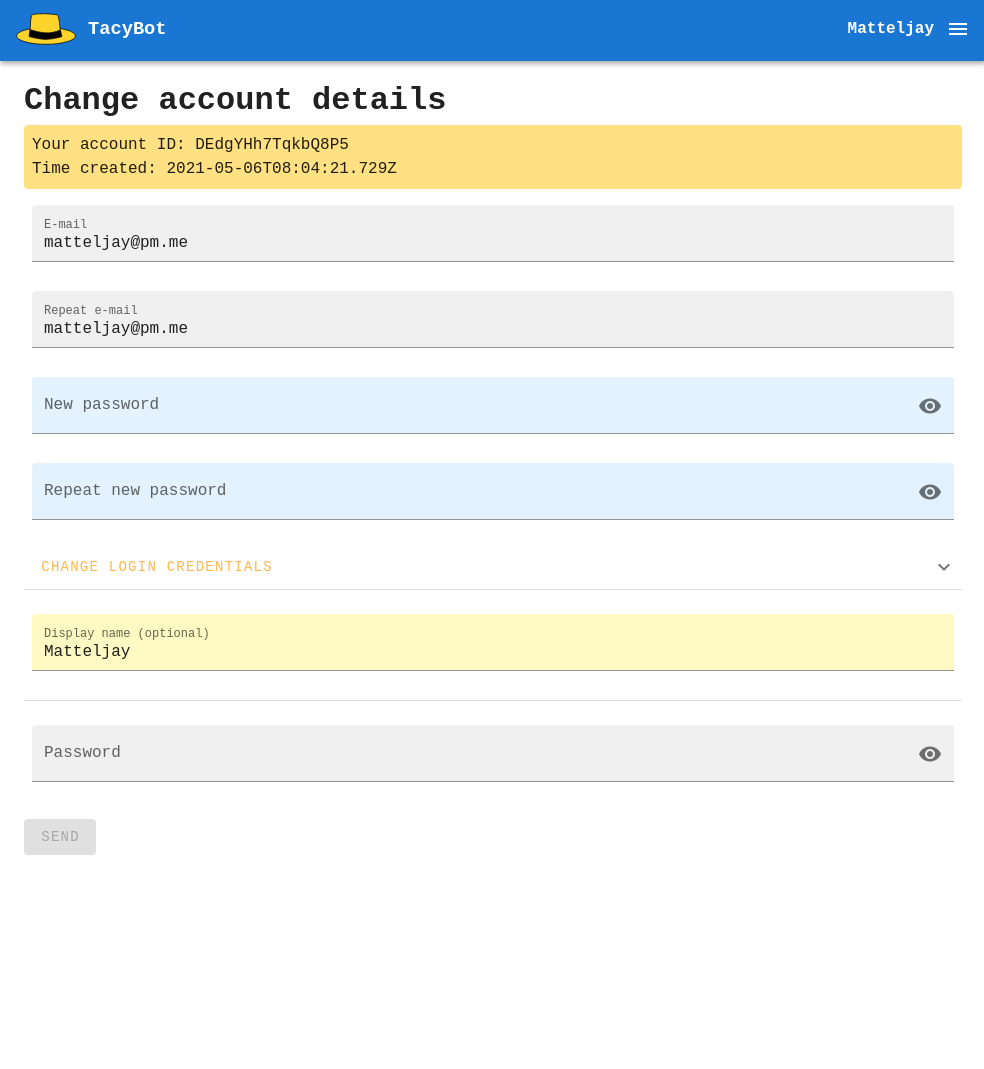 TacyBot
Matteljay
Change account details
Your account ID: DEdgYHh7TqkbQ8P5
Time created: 2021-05-06T08:04:21.729Z
E-mail
matteljay@pm.me
Repeat e-mail
matteljay@pm.me
New password
Repeat new password
CHANGE LOGIN CREDENTIALS
Display name (optional)
Matteljay
Password
SEND